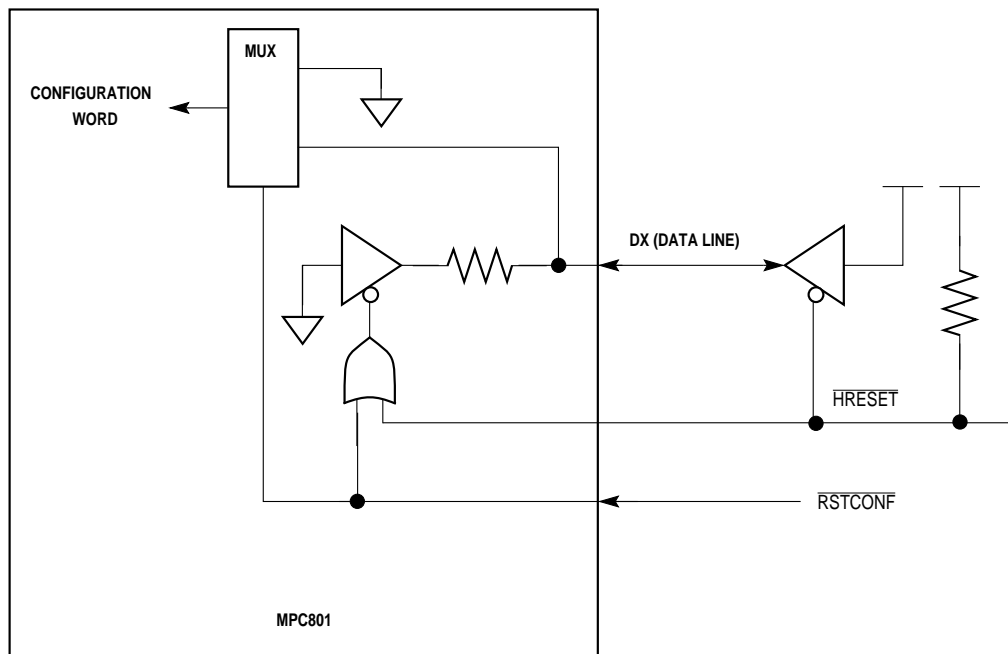 MUX
CONFIGURATION
WORD
DX (DATA LINE)
HRESET
RSTCONF
MPC801